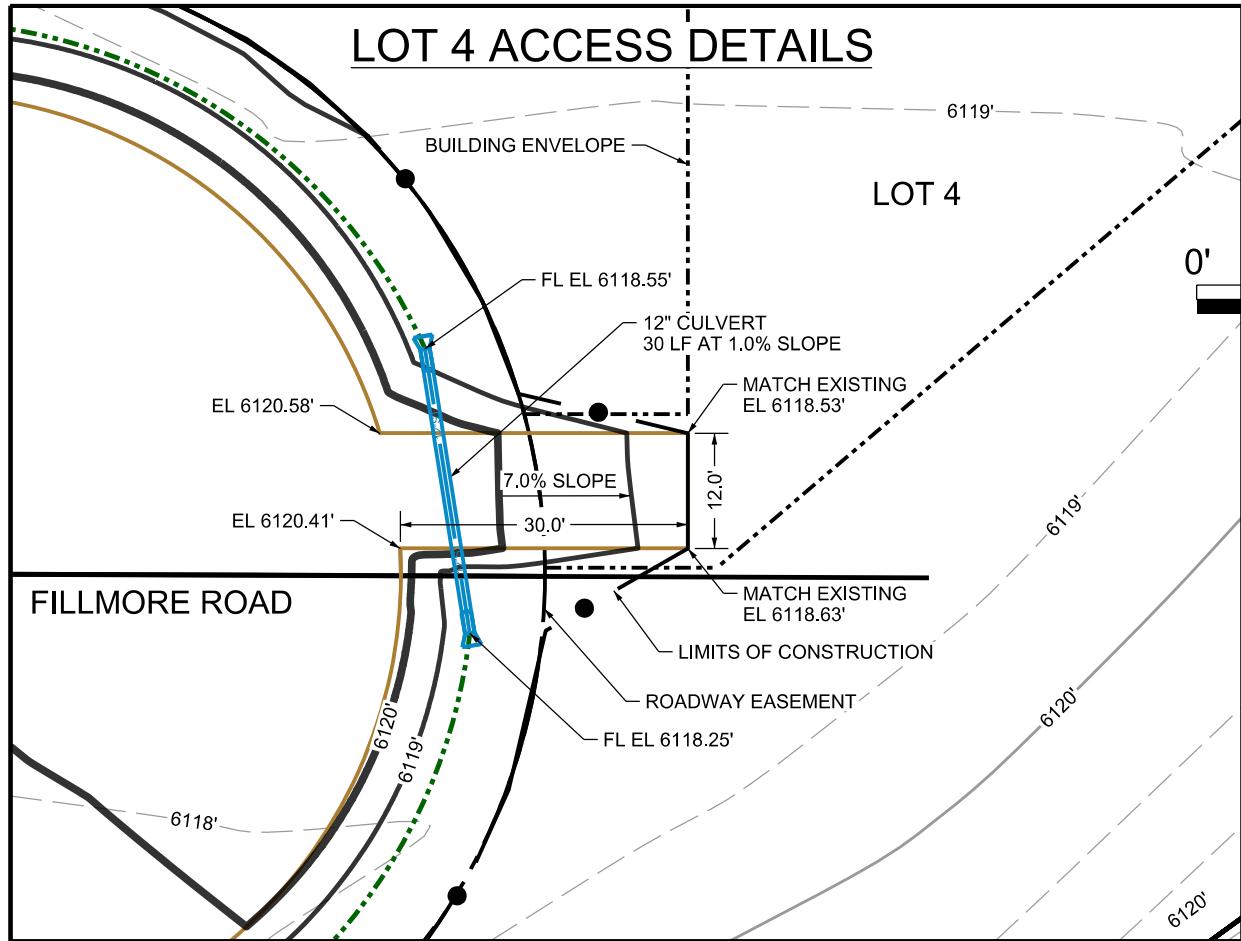 LOT 4 ACCESS DETAILS
6119'
BUILDING ENVELOPE
LOT 4
0'
FL EL 6118.55'
12" CULVERT
30 LF AT 1.0% SLOPE
MATCH EXISTING
EL 6118.53'
EL 6120.58'
7.0% SLOPE
12.0'
EL 6120.41'
30.0'
6119'
FILLMORE ROAD
MATCH EXISTING
EL 6118.63'
LIMITS OF CONSTRUCTION
ROADWAY EASEMENT
6120'
6120'
FL EL 6118.25'
6119'
6118'
6120'